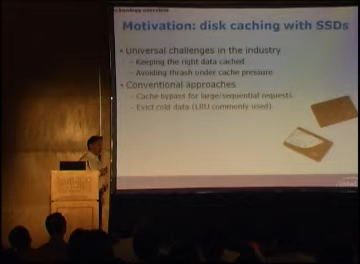 Motivation: disk caching with SSDs
• Universal challenges in the industry
– Keeping the right data cached
– Avoiding thrash under cache pressure
• Conventional approaches
– Cache bypass for large/sequential requests
– Evict cold data (LRU commonly used)